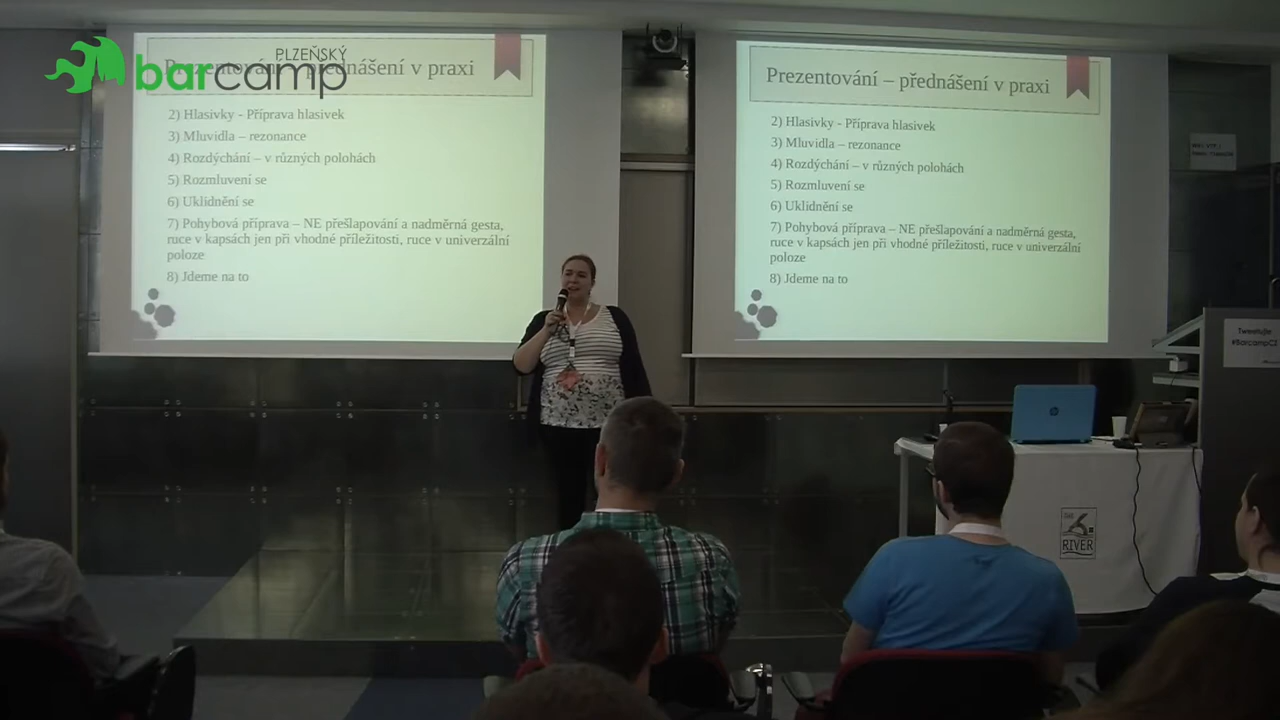 PLZEŇSKÝ
barcamp
přednášení v praxi
2) Hlasivky - Příprava hlasivek
3) Mluvidla – rezonance
4) Rozdýchání – v různých polohách
5) Rozmluvení se
6) Uklidnění se
7) Pohybová příprava – NE přešlapování a nadměrná gesta,
ruce v kapsách jen při vhodné příležitosti, ruce v univerzální
poloze
8) Jdeme na to
Prezentování – přednášení v praxi
2) Hlasivky - Příprava hlasivek
3) Mluvidla – rezonance
4) Rozdýchání – v různých polohách
5) Rozmluvení se
6) Uklidnění se
7) Pohybová příprava – NE přešlapování a nadměrná gesta,
ruce v kapsách jen při vhodné příležitosti, ruce v univerzální
poloze
8) Jdeme na to
Tweetujte
#BarcampCZ
hp
RIVER